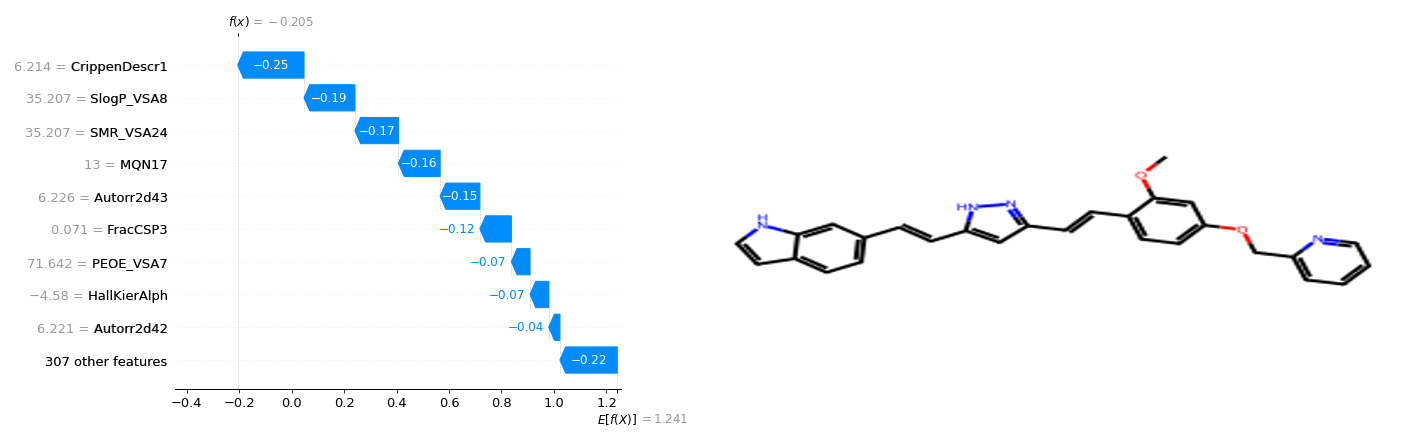 f(x) = −0.205
6.214 = CrippenDescr1
−0.25
35.207 = SlogP_VSA8
−0.19
35.207 = SMR_VSA24
−0.17
13 = MQN17
−0.16
6.226 = Autorr2d43
−0.15
0.071 = FracCSP3
−0.12
71.642 = PEOE_VSA7
−0.07
−4.58 = HallKierAlph
−0.07
6.221 = Autorr2d42
−0.04
307 other features
−0.22
−0.4 −0.2 0.0 0.2 0.4 0.6 0.8 1.0 1.2
E[f(X)] = 1.241
O
H
N
HN
N
O
N